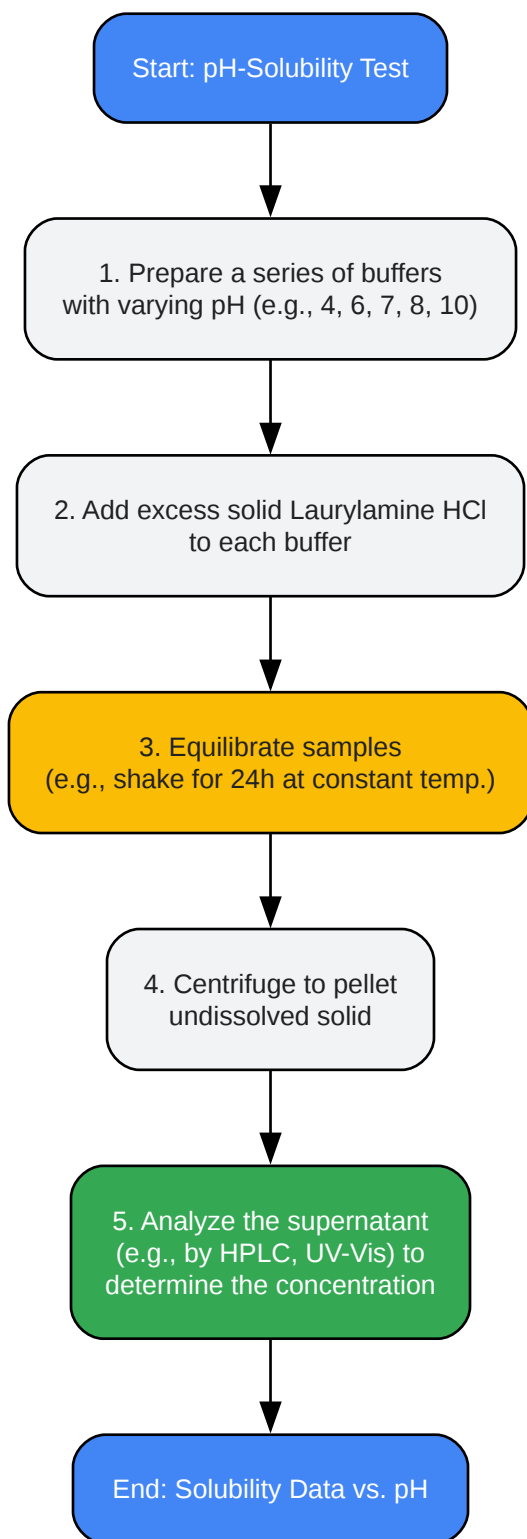 Start: pH-Solubility Test
1. Prepare a series of buffers
with varying pH (e.g., 4, 6, 7, 8, 10)
2. Add excess solid Laurylamine HCl
to each buffer
3. Equilibrate samples
(e.g., shake for 24h at constant temp.)
4. Centrifuge to pellet
undissolved solid
5. Analyze the supernatant
(e.g., by HPLC, UV-Vis) to
determine the concentration
End: Solubility Data vs. pH